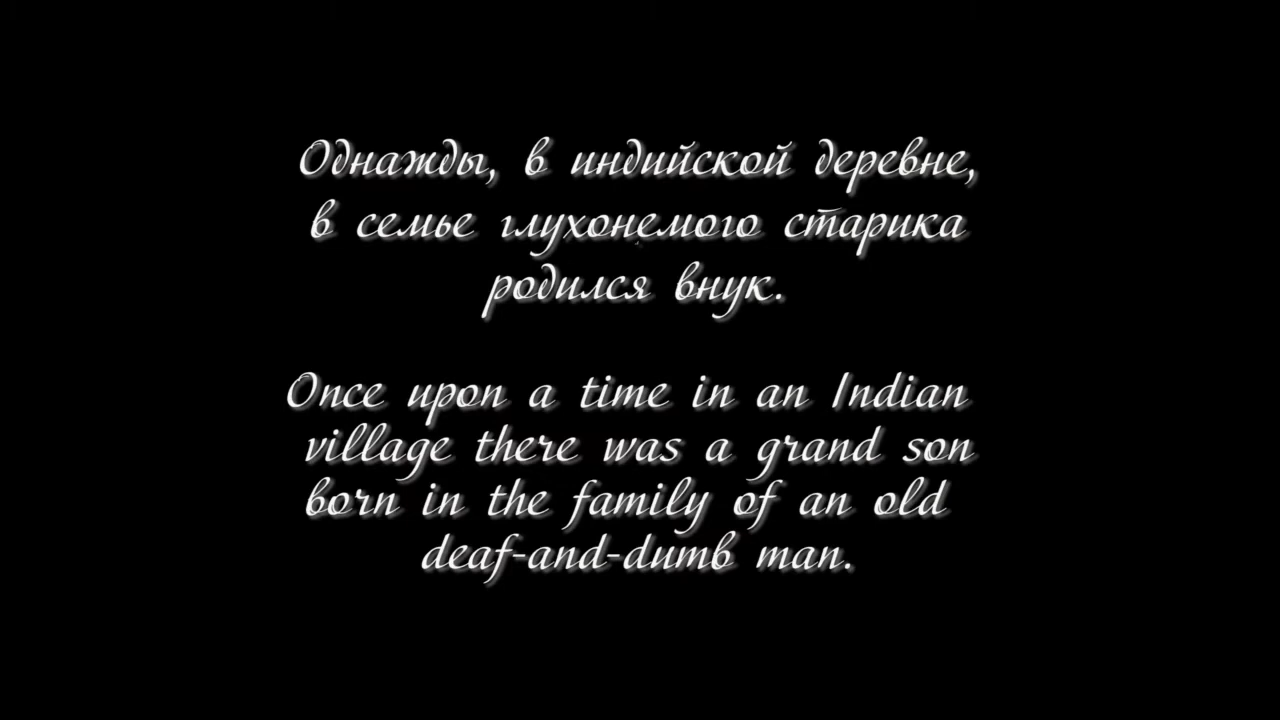 Однажды, в индийской деревне,
в семье глухонемого старика
родился внук.
Once upon a time in an Indian
village there was a grand son
born in the family of an old
deaf-and-dumb man.